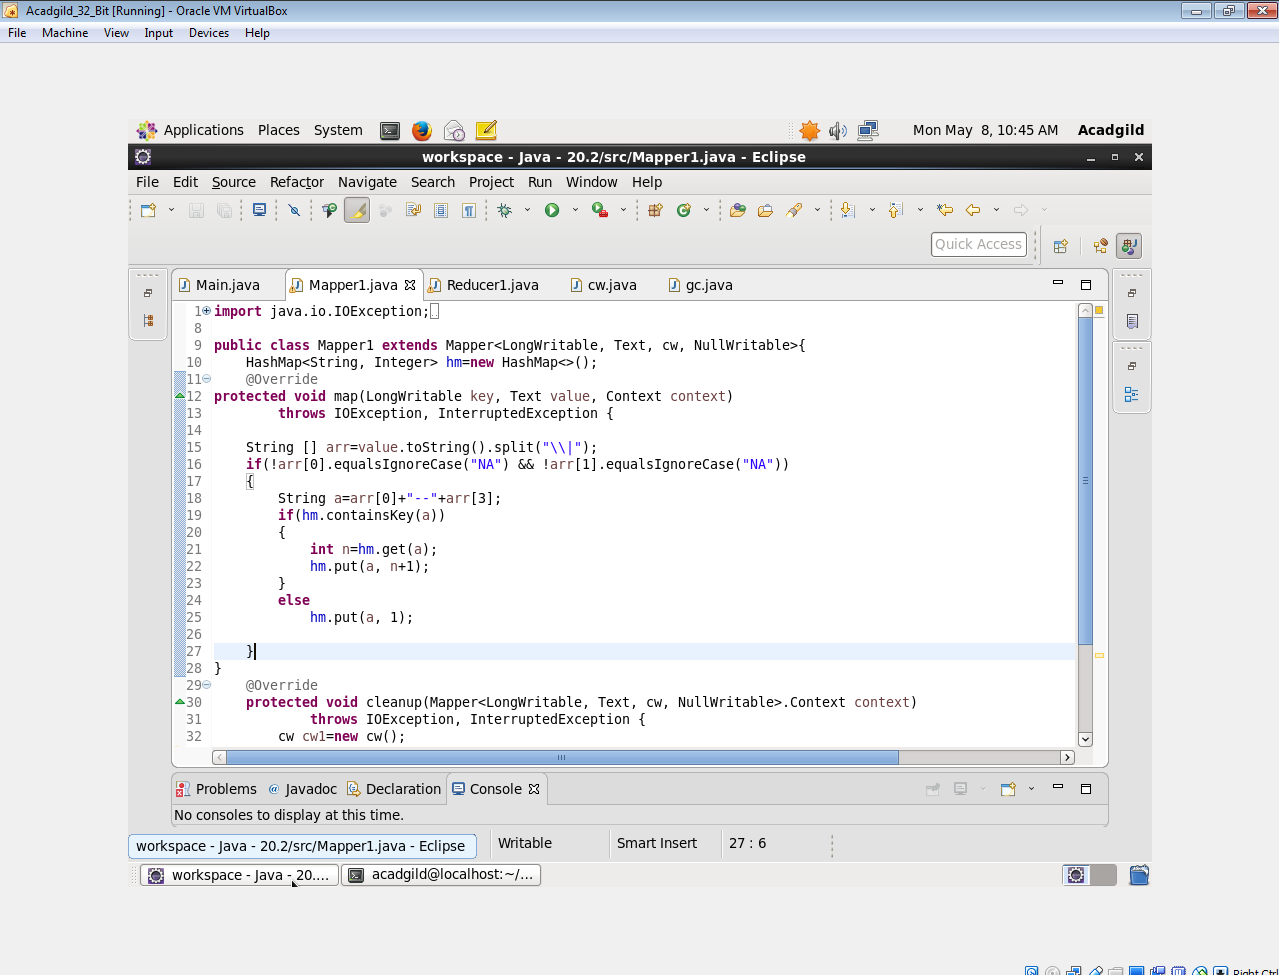 Acadgild_32_Bit [Running] - Oracle VM VirtualBox
File Machine View Input Devices Help
Applications Places System Mon May 8, 10:45 AM Acadgild
workspace - Java - 20.2/src/Mapper1.java - Eclipse
File Edit Source Refactor Navigate Search Project Run Window Help
Quick Access
Main.java Mapper1.java Reducer1.java cw.java gc.java
1 import java.io.IOException;
8
9 public class Mapper1 extends Mapper<LongWritable, Text, cw, NullWritable>{
10 HashMap<String, Integer> hm=new HashMap<>();
11 @Override
12 protected void map(LongWritable key, Text value, Context context)
13 throws IOException, InterruptedException {
14
15 String [] arr=value.toString().split("\\|");
16 if(!arr[0].equalsIgnoreCase("NA") && !arr[1].equalsIgnoreCase("NA"))
17 {
18 String a=arr[0]+"--"+arr[3];
19 if(hm.containsKey(a))
20 {
21 int n=hm.get(a);
22 hm.put(a, n+1);
23 }
24 else
25 hm.put(a, 1);
26
27 }
28 }
29 @Override
30 protected void cleanup(Mapper<LongWritable, Text, cw, NullWritable>.Context context)
31 throws IOException, InterruptedException {
32 cw cw1=new cw();
Problems Javadoc Declaration Console
No consoles to display at this time.
workspace - Java - 20.2/src/Mapper1.java - Eclipse Writable Smart Insert 27 : 6
workspace - Java - 20.... acadgild@localhost:~/...
Right Ctrl